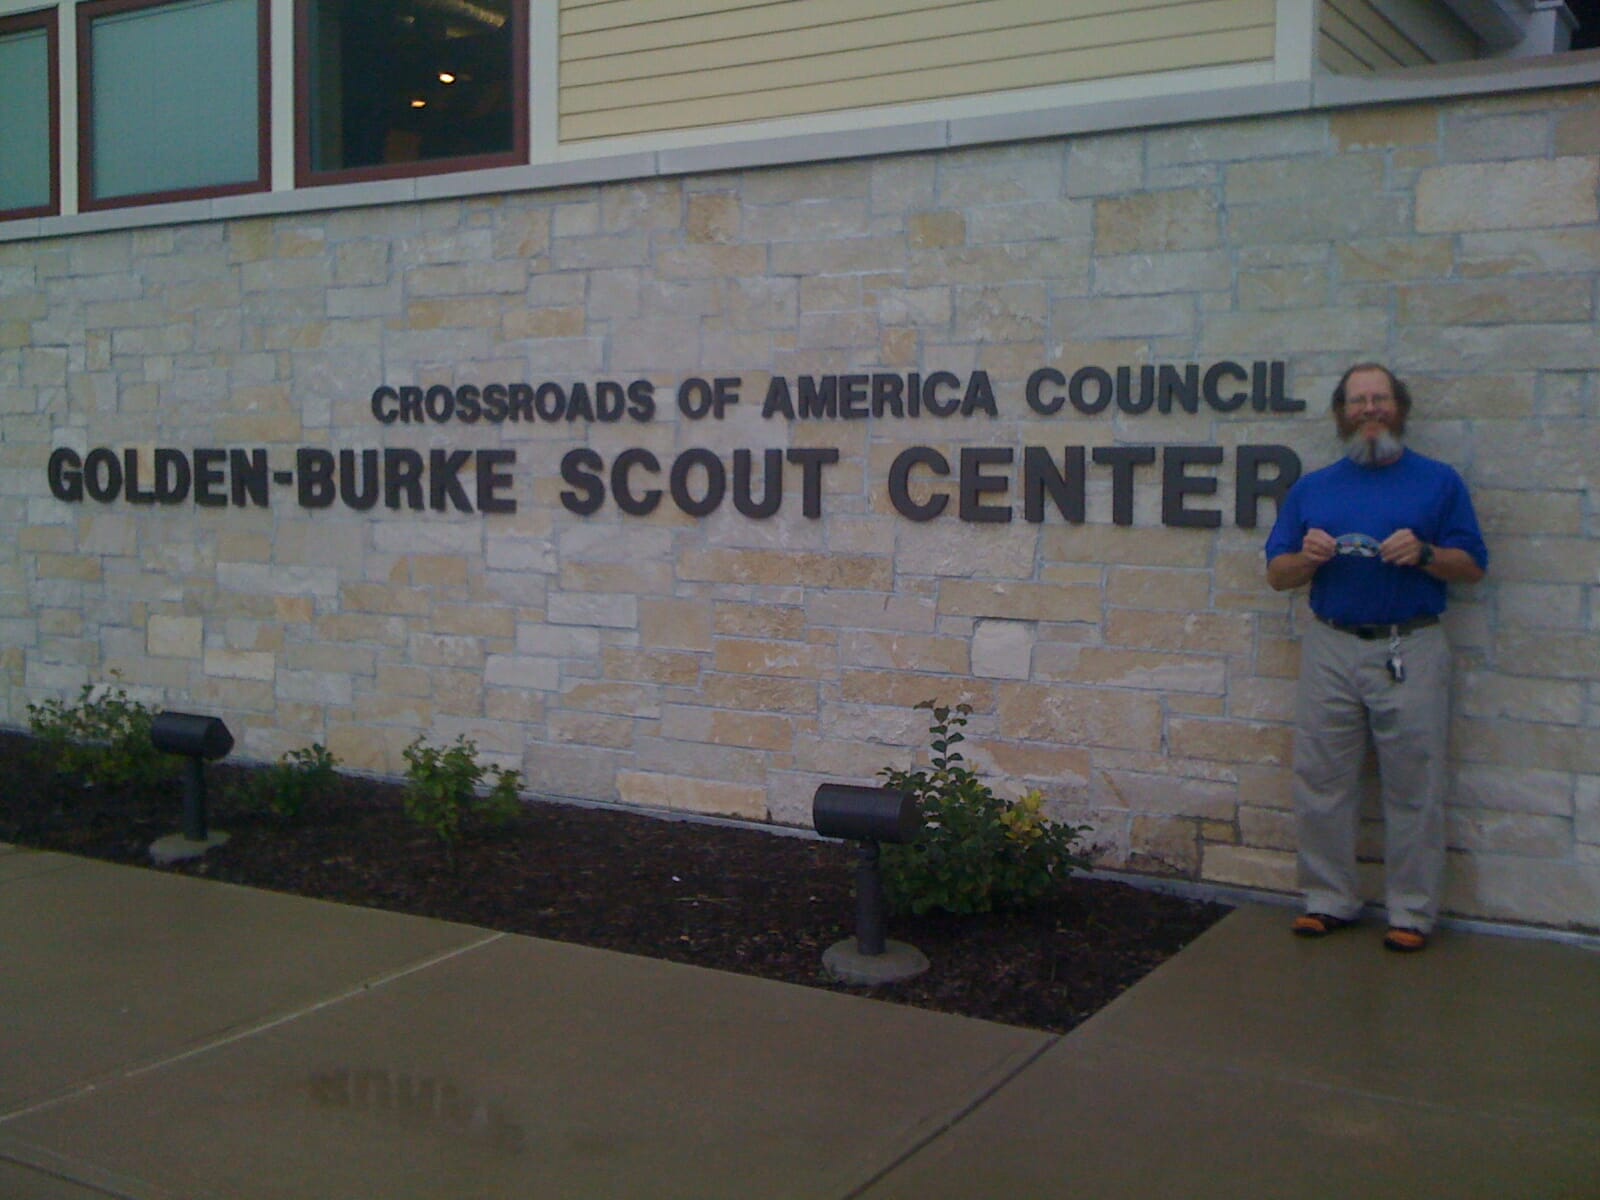 CROSSROADS OF AMERICA COUNCIL
GOLDEN-BURKE SCOUT CENTER